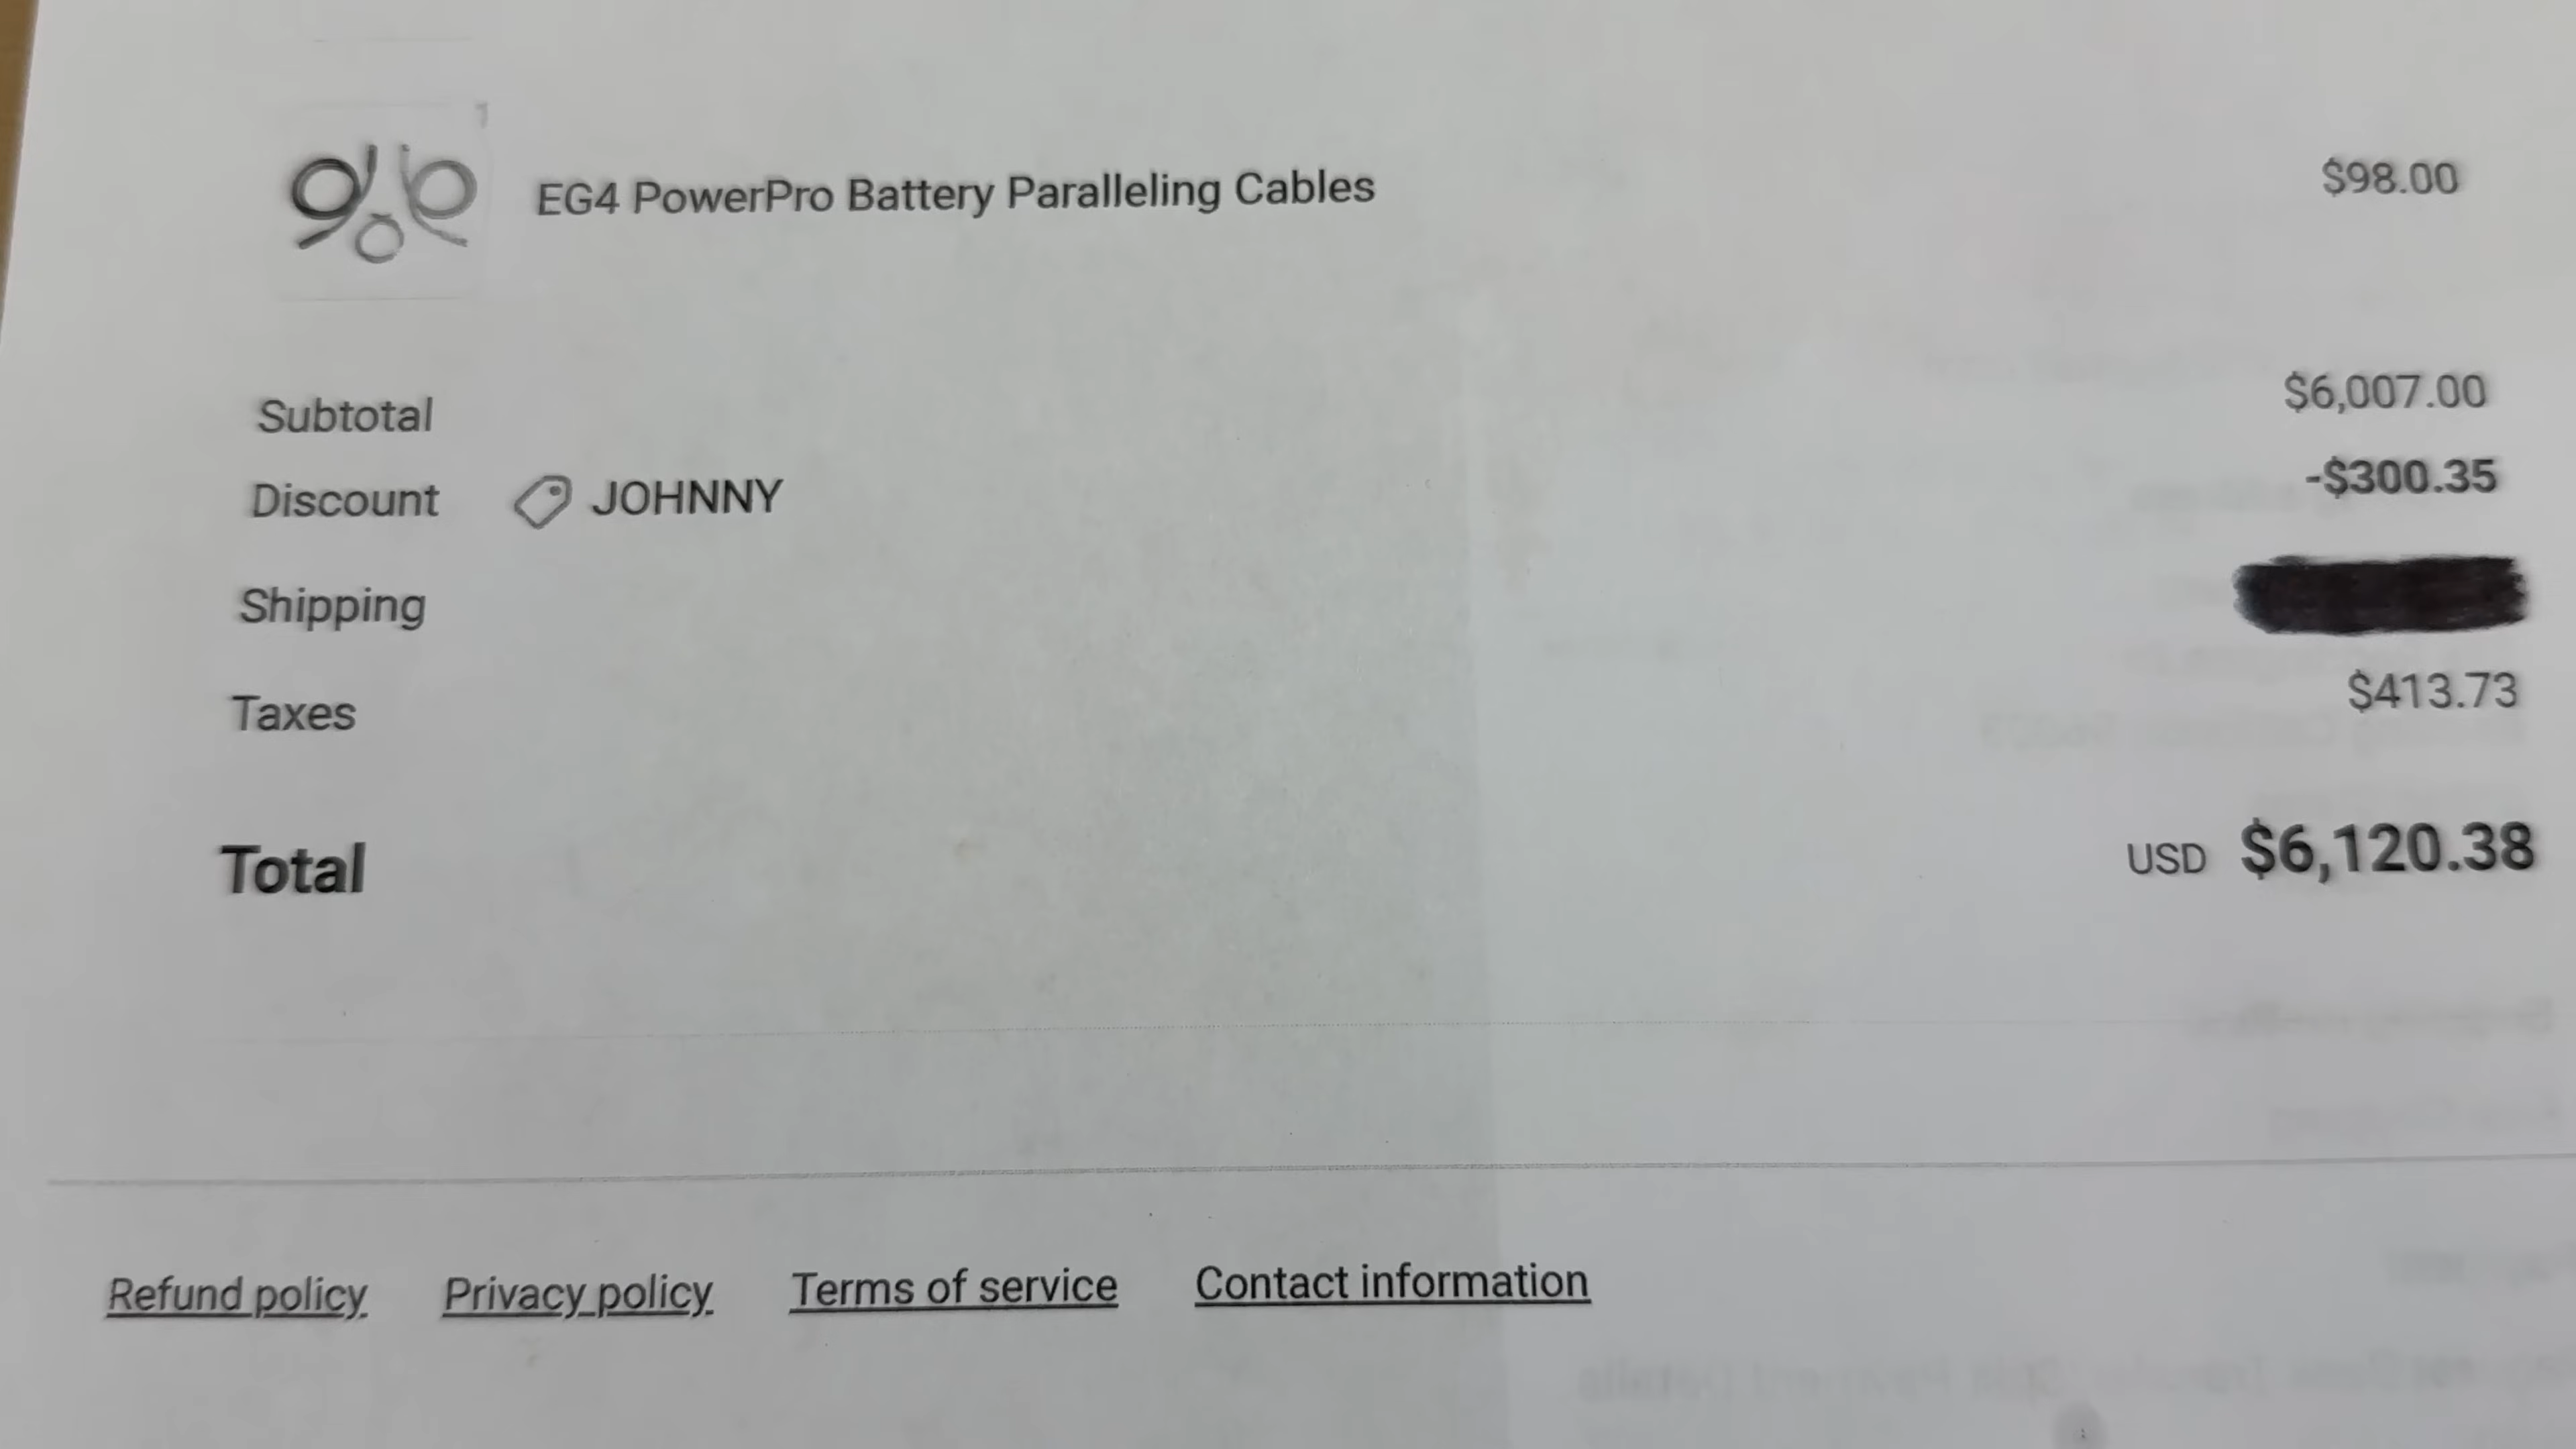 1
EG4 PowerPro Battery Paralleling Cables $98.00
Subtotal $6,007.00
Discount JOHNNY -$300.35
Shipping
Taxes $413.73
Total USD $6,120.38
Refund policy Privacy policy Terms of service Contact information